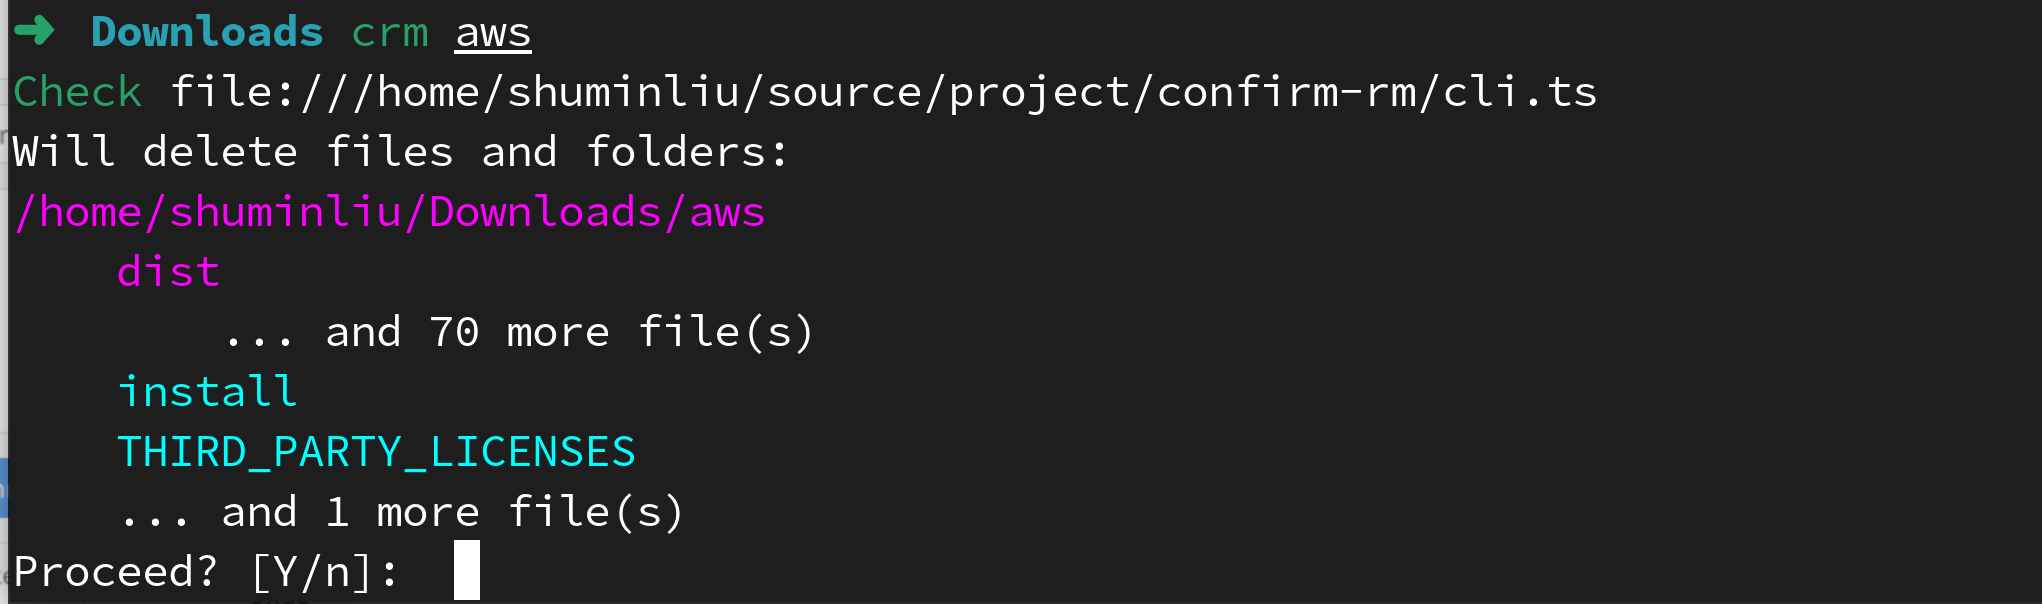 ➜ Downloads crm aws
Check file:///home/shuminliu/source/project/confirm-rm/cli.ts
Will delete files and folders:
/home/shuminliu/Downloads/aws
    dist
        ... and 70 more file(s)
    install
    THIRD_PARTY_LICENSES
    ... and 1 more file(s)
Proceed? [Y/n]: